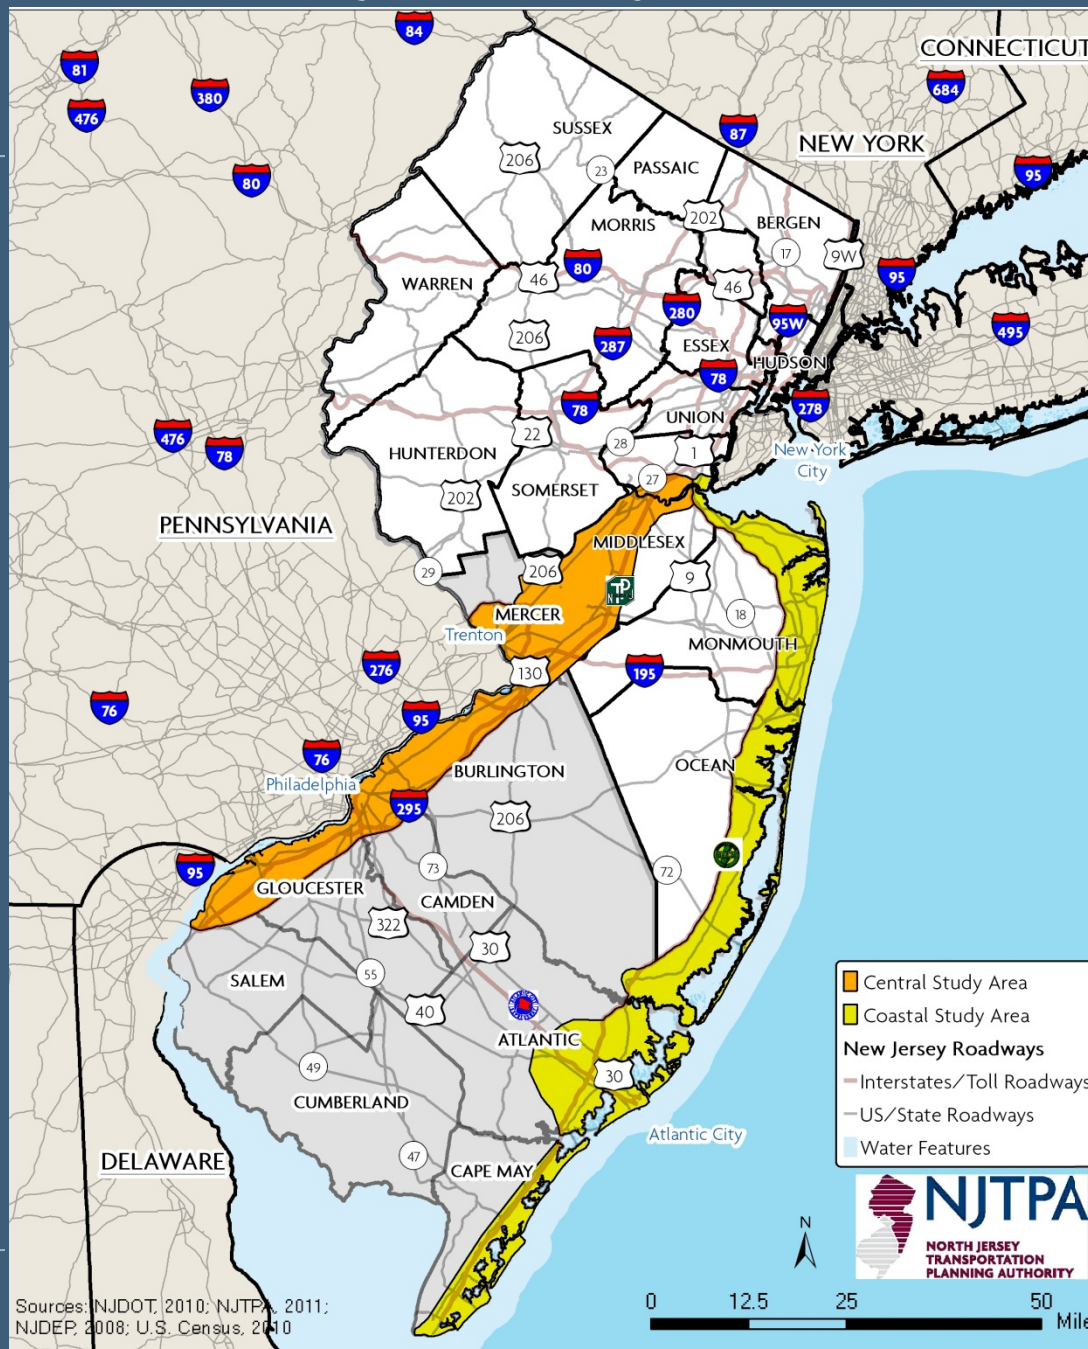 84
CONNECTICUT
81
380
684
476
SUSSEX
87
NEW YORK
206
PASSAIC
23
95
80
202
BERGEN
MORRIS
17
9W
80
46
WARREN
46
95
280
95W
495
206
287
ESSEX
HUDSON
78
78
278
UNION
476
22
28
1
New York
City
78
HUNTERDON
27
SOMERSET
202
PENNSYLVANIA
MIDDLESEX
206
29
9
NTPJ
MERCER
18
Trenton
MONMOUTH
276
130
195
76
95
76
OCEAN
BURLINGTON
Philadelphia
295
206
72
95
73
GLOUCESTER
CAMDEN
322
30
55
SALEM
40
ATLANTIC
49
30
CUMBERLAND
Atlantic City
47
CAPE MAY
DELAWARE
Central Study Area
Coastal Study Area
New Jersey Roadways
Interstates/Toll Roadways
US/State Roadways
Water Features
NJTPA
NORTH JERSEY
TRANSPORTATION
PLANNING AUTHORITY
N
0 12.5 25 50
Mile
Sources: NJDOT, 2010; NJTPA, 2011;
NJDEP, 2008; U.S. Census, 2010